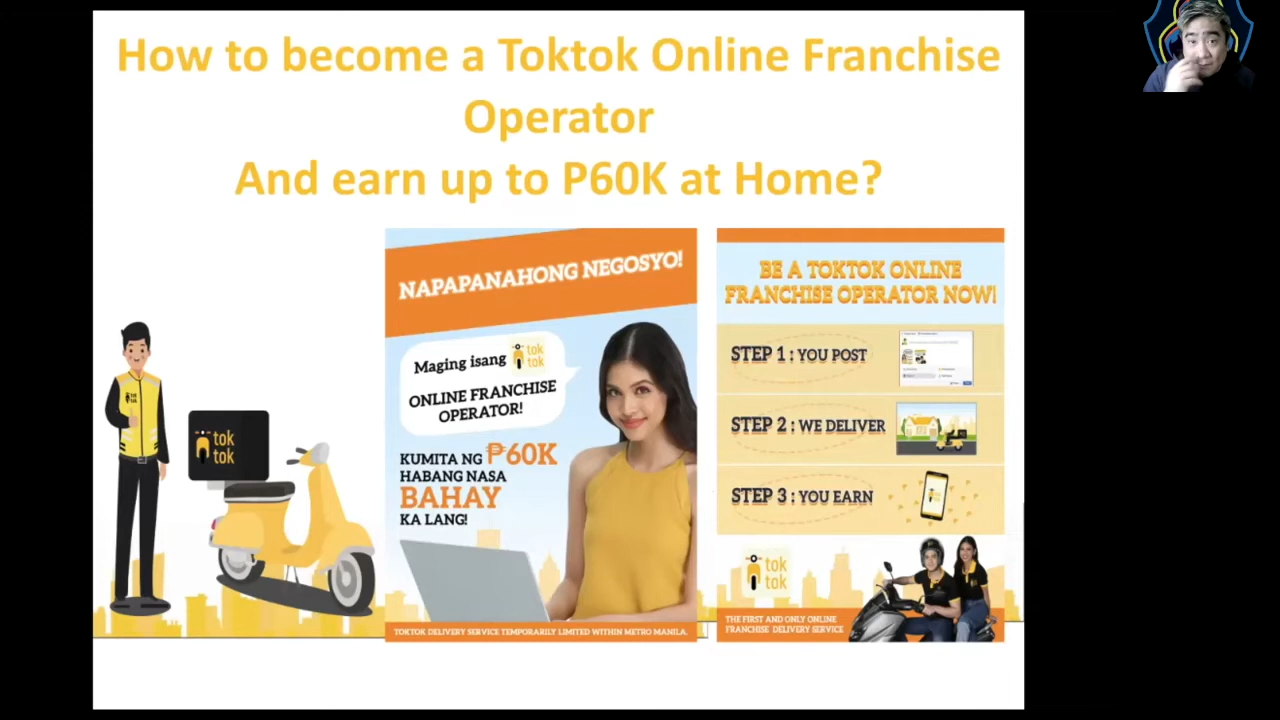 How to become a Toktok Online Franchise
Operator
And earn up to P60K at Home?
tok
tok
NAPAPANAHONG NEGOSYO!
Maging isang tok tok
ONLINE FRANCHISE
OPERATOR!
KUMITA NG ₱60K
HABANG NASA
BAHAY
KA LANG!
TOKTOK DELIVERY SERVICE TEMPORARILY LIMITED WITHIN METRO MANILA.
BE A TOKTOK ONLINE
FRANCHISE OPERATOR NOW!
STEP 1 : YOU POST
STEP 2 : WE DELIVER
STEP 3 : YOU EARN
tok
tok
THE FIRST AND ONLY ONLINE
FRANCHISE DELIVERY SERVICE